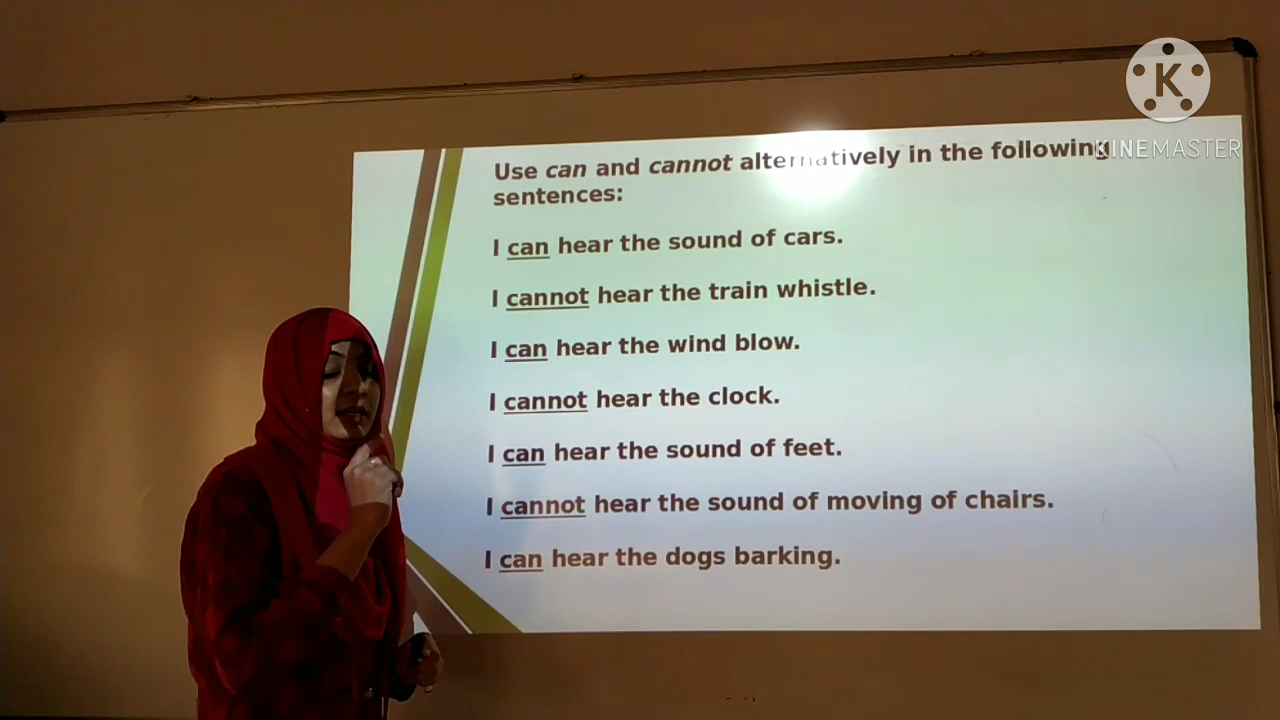 Use can and cannot alternatively in the following
sentences:
I can hear the sound of cars.
I cannot hear the train whistle.
I can hear the wind blow.
I cannot hear the clock.
I can hear the sound of feet.
I cannot hear the sound of moving of chairs.
I can hear the dogs barking.
K
KINEMASTER